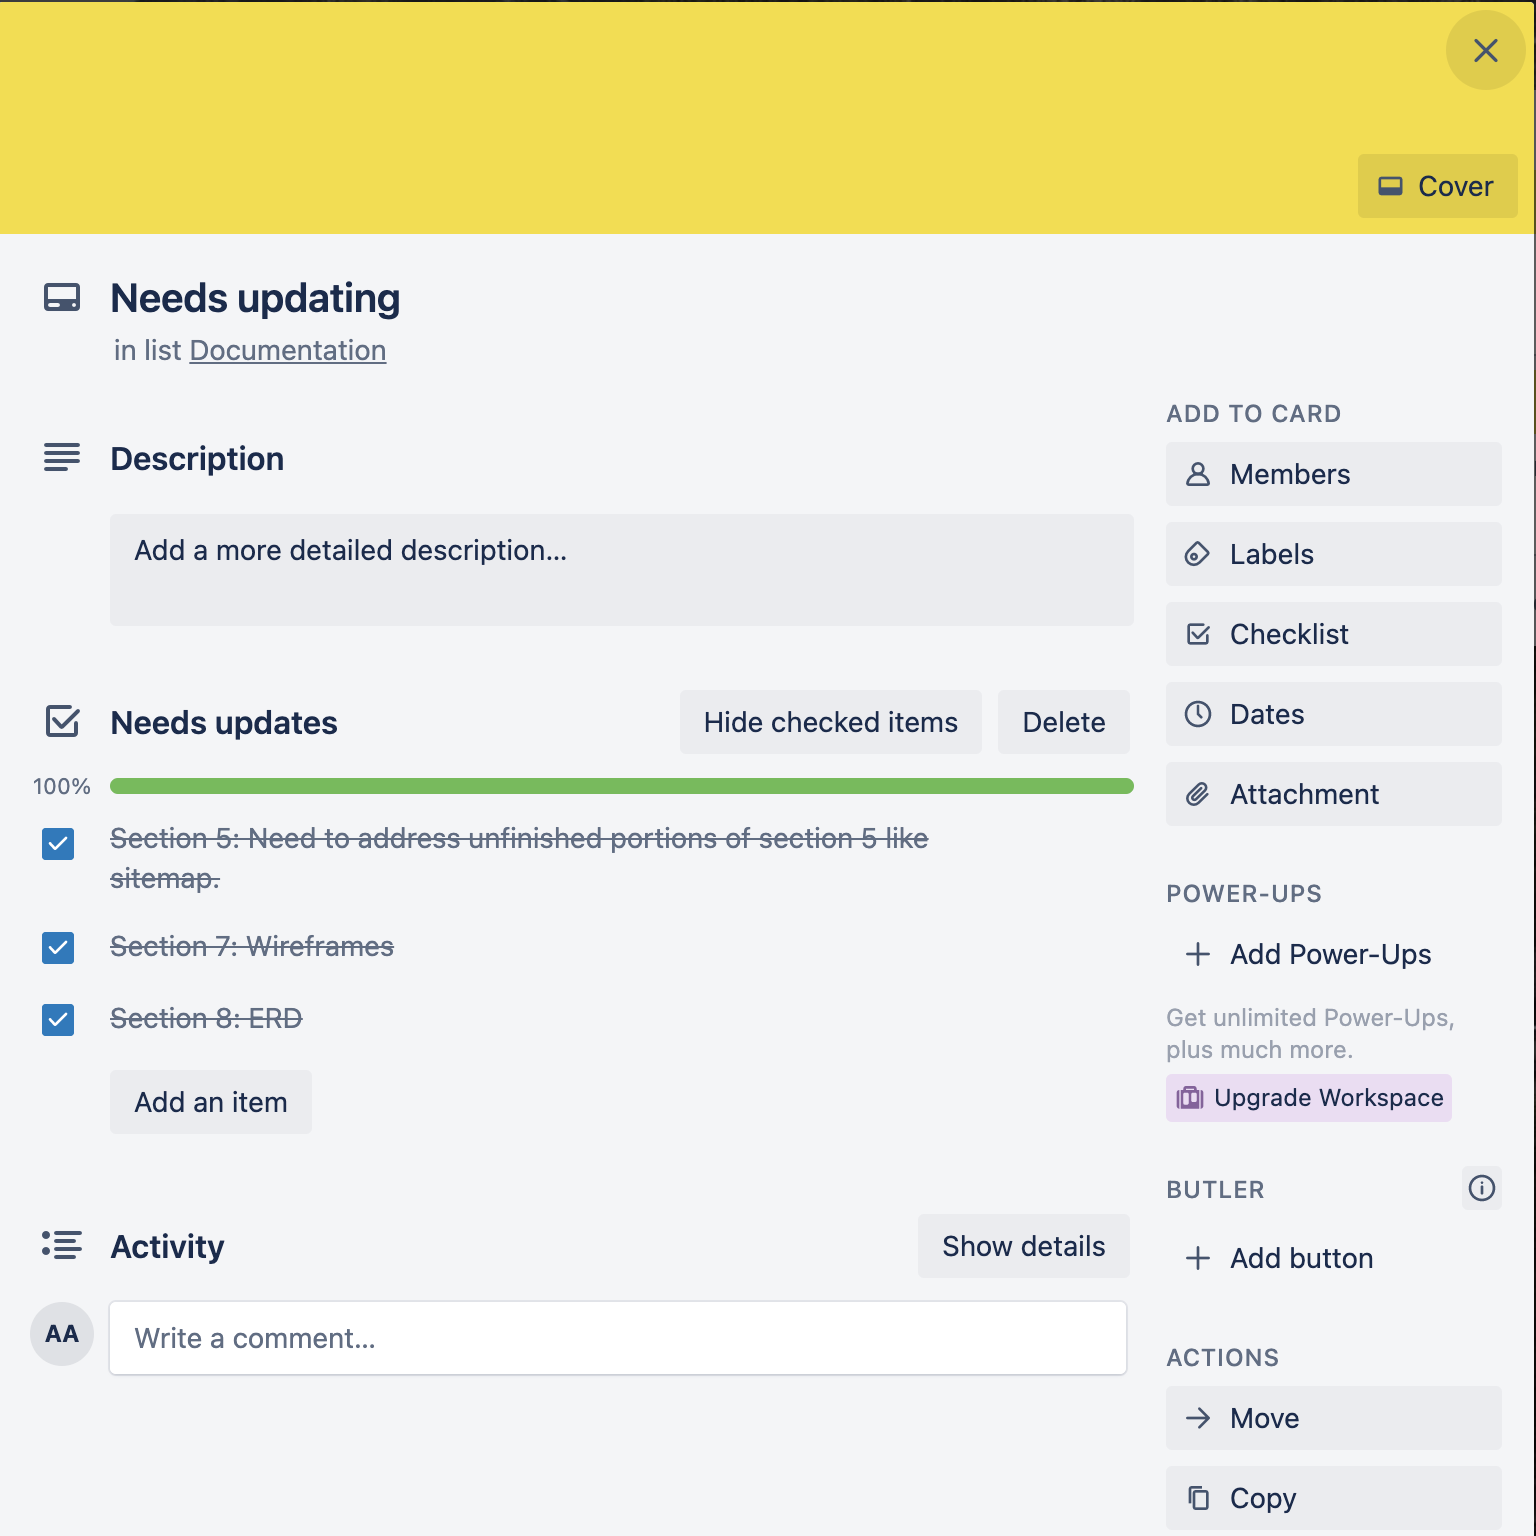 Cover
Needs updating
in list Documentation
Description
Add a more detailed description...
Needs updates
Hide checked items
Delete
100%
Section 5: Need to address unfinished portions of section 5 like
sitemap.
Section 7: Wireframes
Section 8: ERD
Add an item
Activity
Show details
AA
Write a comment...
ADD TO CARD
Members
Labels
Checklist
Dates
Attachment
POWER-UPS
Add Power-Ups
Get unlimited Power-Ups,
plus much more.
Upgrade Workspace
BUTLER
Add button
ACTIONS
Move
Copy